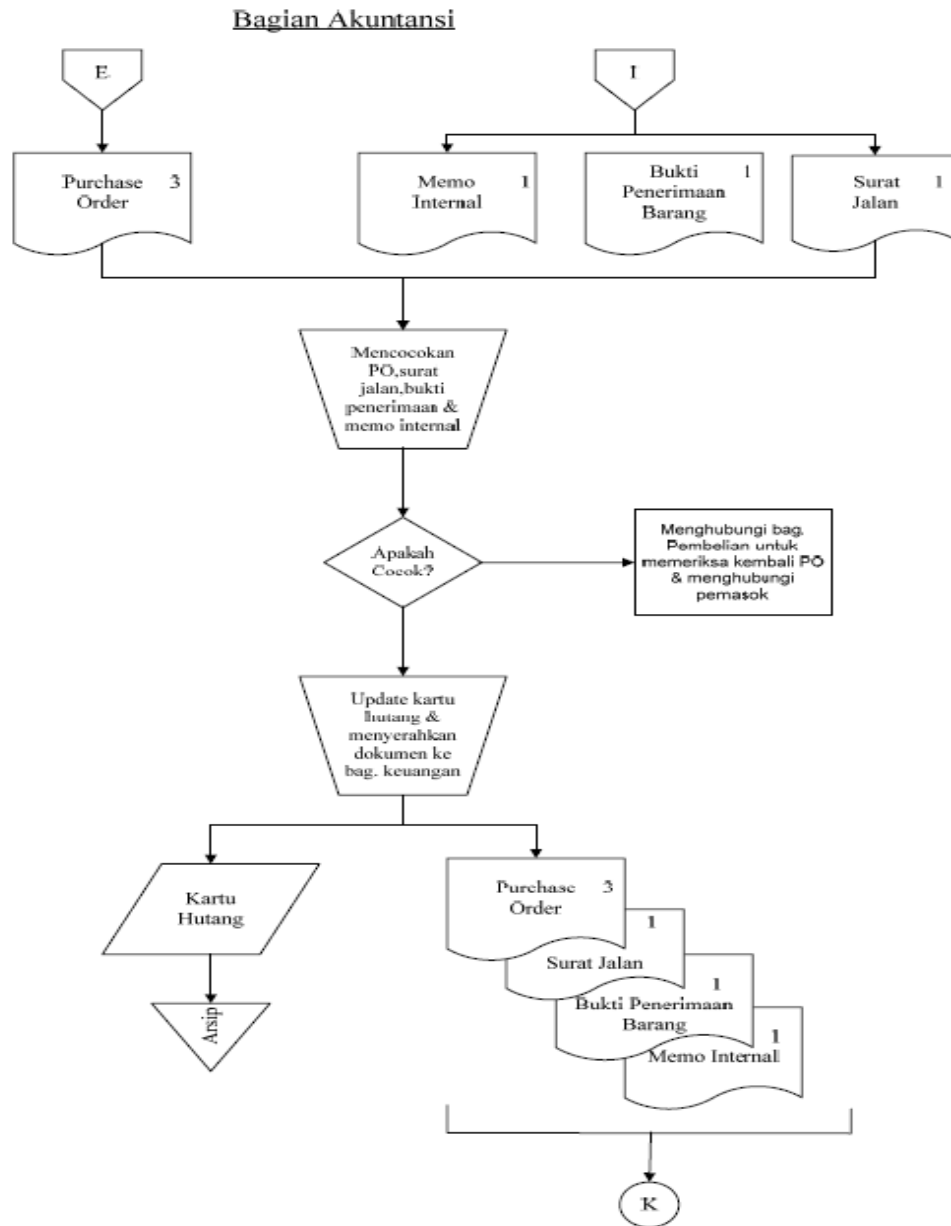 Bagian Akuntansi
E
I
Purchase 3
Order
Memo 1
Internal
Bukti 1
Penerimaan
Barang
Surat 1
Jalan
Mencocokan
PO,surat
jalan,bukti
penerimaan &
memo internal
Apakah
Cocok?
Menghubungi bag.
Pembelian untuk
memeriksa kembali PO
& menghubungi
pemasok
Update kartu
hutang &
menyerahkan
dokumen ke
bag. keuangan
Kartu
Hutang
Arsip
Purchase 3
Order
1
Surat Jalan
1
Bukti Penerimaan
Barang
1
Memo Internal
K